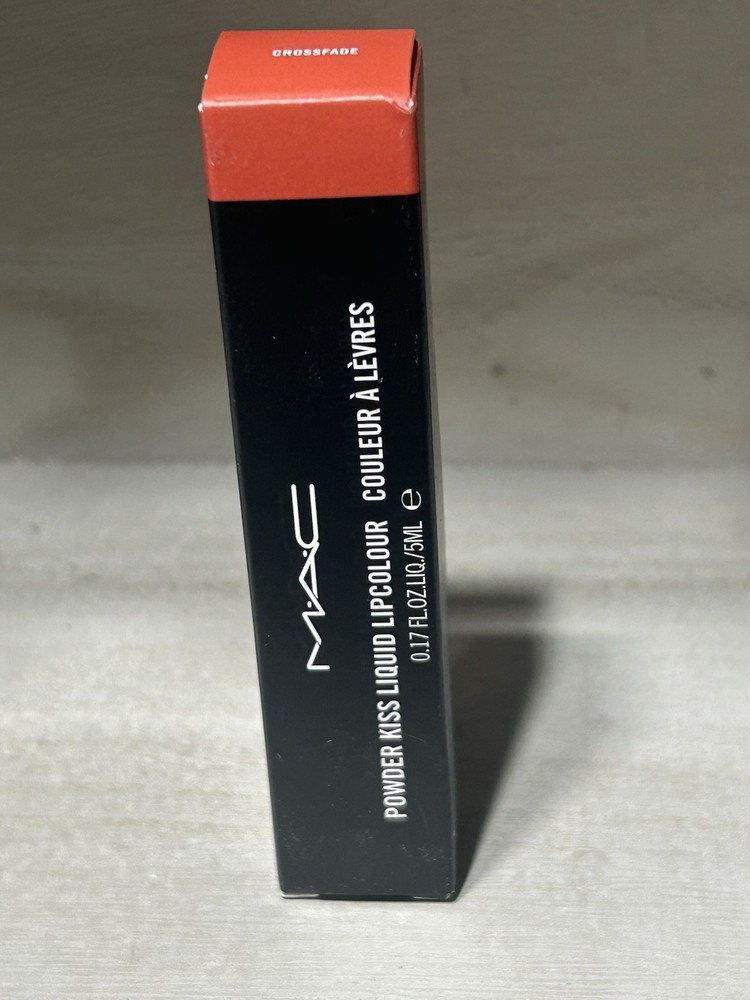 CROSSFADE
M·A·C
POWDER KISS LIQUID LIPCOLOUR COULEUR À LÈVRES
0.17 FL.OZ.LIQ./5ML ℮